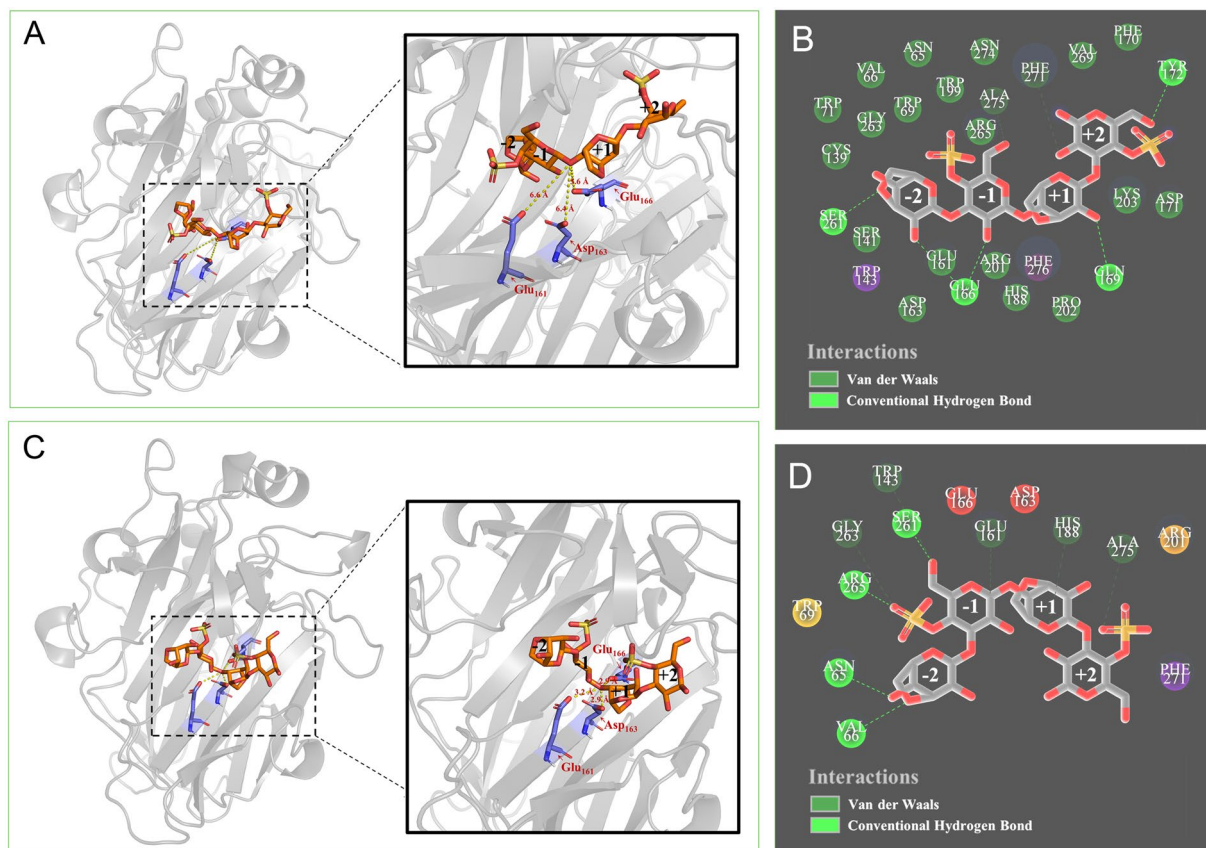 A
-2
-1
+1
+2
6.6 Å
6.4 Å
Glu166
Asp163
Glu161
B
PHE
170
ASN
65
ASN
274
VAL
269
PHE
271
TYR
172
VAL
66
TRP
199
ALA
275
TRP
71
GLY
263
TRP
69
ARG
265
+2
CYS
139
-2
-1
+1
LYS
203
ASP
171
SER
261
SER
141
GLU
161
ARG
201
PHE
276
TRP
143
GLU
166
GLN
169
ASP
163
HIS
188
PRO
202
Interactions
Van der Waals
Conventional Hydrogen Bond
C
-2
+1
+2
Glu166
2.9 Å
3.2 Å
2.9 Å
Asp163
Glu161
D
TRP
143
GLU
166
ASP
163
SER
261
GLY
263
GLU
161
HIS
188
ALA
275
ARG
201
ARG
265
-1
+1
TRP
69
ASN
65
-2
+2
PHE
271
VAL
66
Interactions
Van der Waals
Conventional Hydrogen Bond